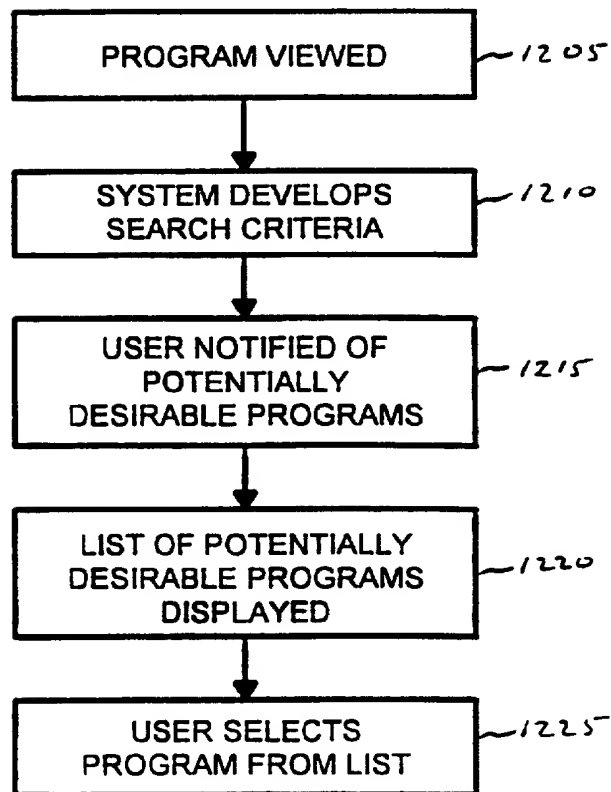 PROGRAM VIEWED
1205
SYSTEM DEVELOPS
SEARCH CRITERIA
1210
USER NOTIFIED OF
POTENTIALLY
DESIRABLE PROGRAMS
1215
LIST OF POTENTIALLY
DESIRABLE PROGRAMS
DISPLAYED
1220
USER SELECTS
PROGRAM FROM LIST
1225